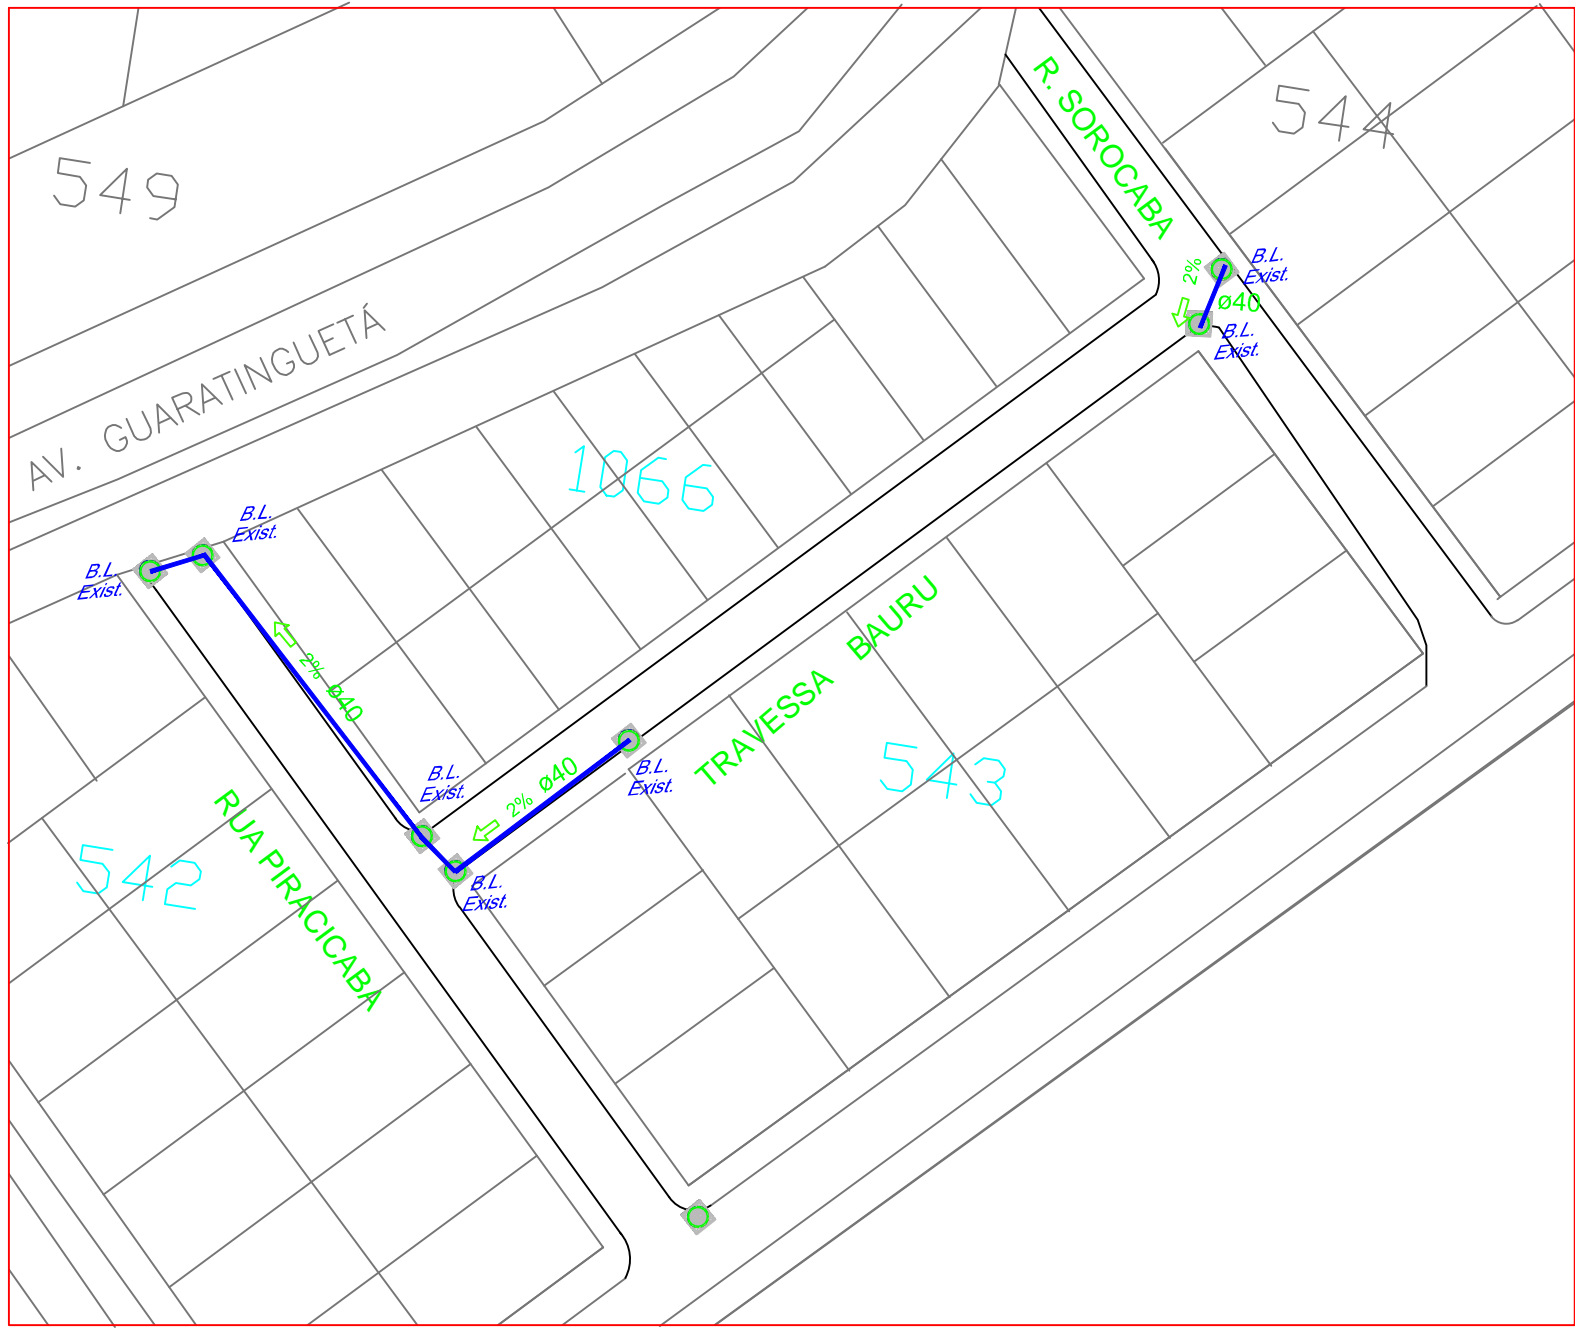 R. SOROCABA
544
549
2%
B.L.
Exist.
ø40
B.L.
Exist.
AV. GUARATINGUETÁ
1066
B.L.
Exist.
B.L.
Exist.
2% ø40
TRAVESSA BAURU
B.L.
Exist.
2% ø40
B.L.
Exist.
543
RUA PIRACICABA
542
B.L.
Exist.